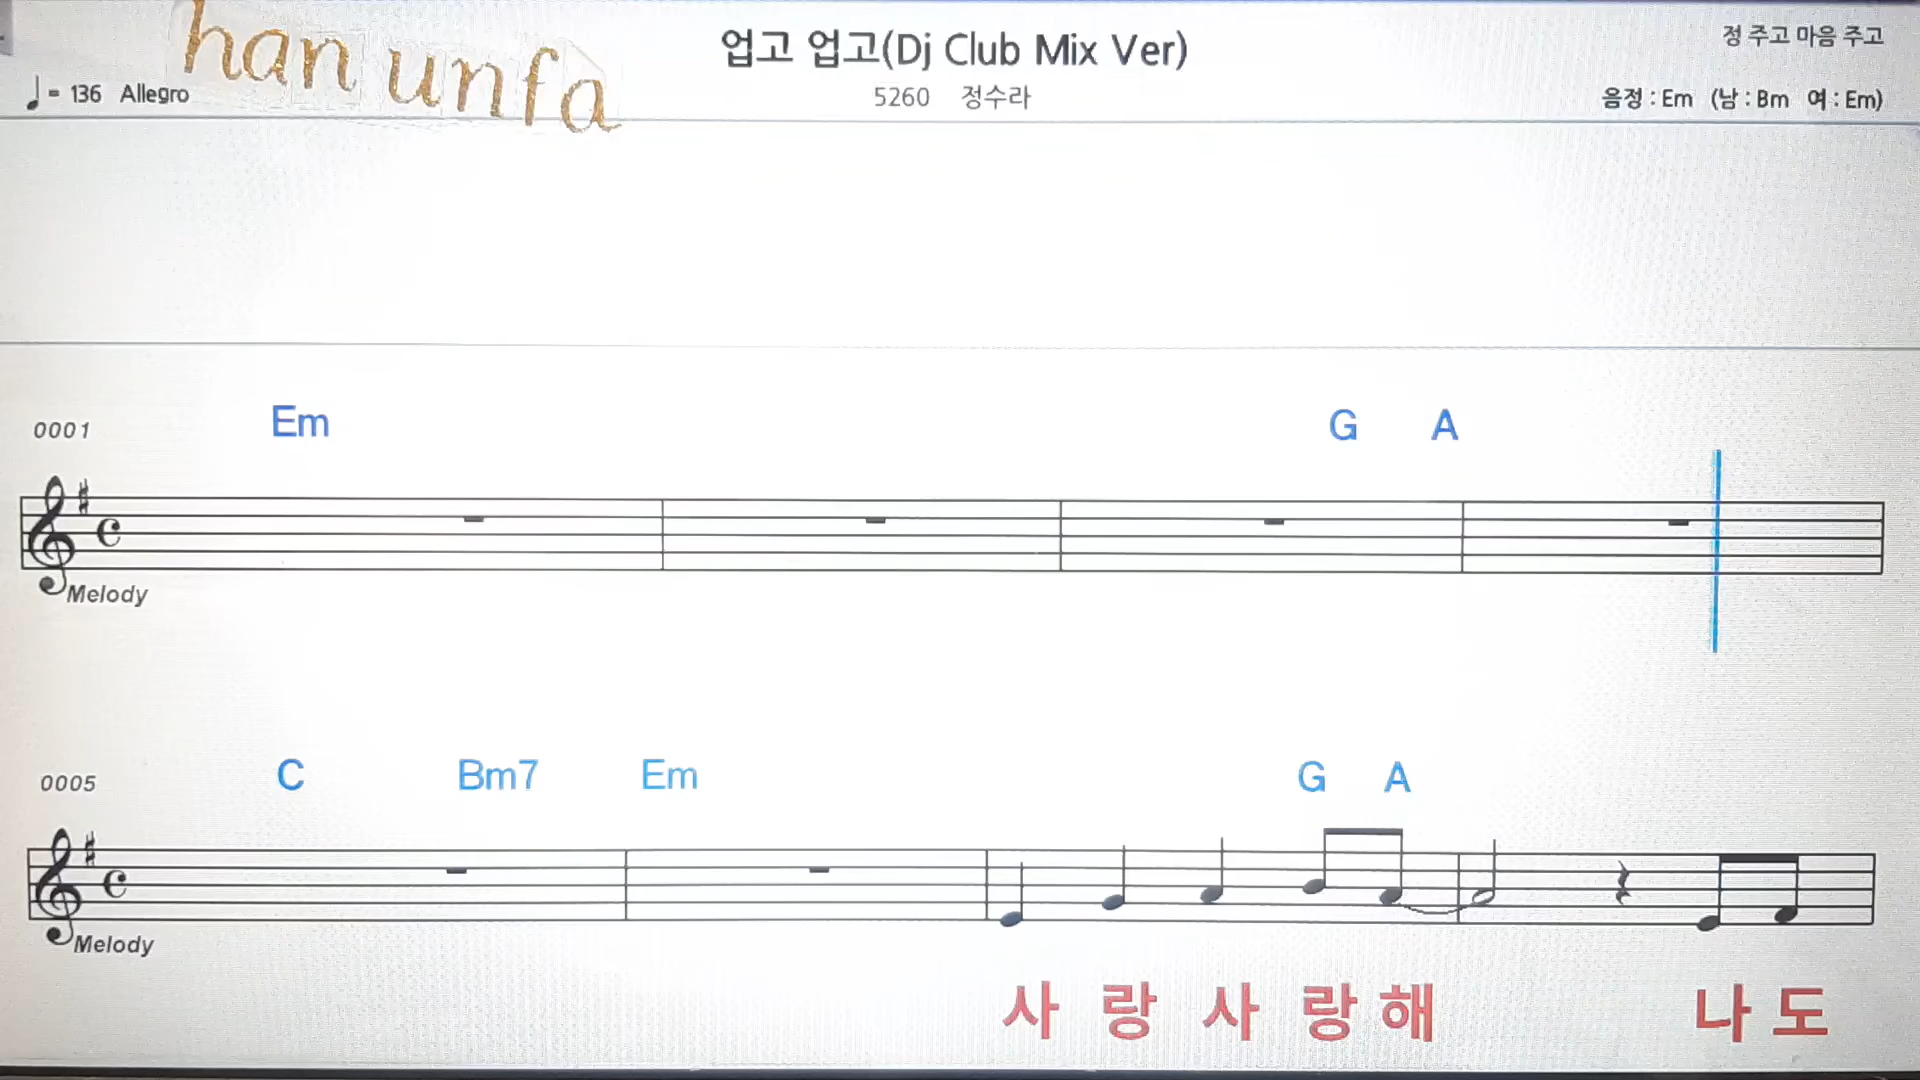 han unfa
업고 업고(Dj Club Mix Ver)
정 주고 마음 주고
= 136 Allegro
5260 정수라
음정 : Em (남 : Bm 여 : Em)
0001 Em G A
Melody
0005 C Bm7 Em G A
Melody
사 랑 사 랑 해 나 도